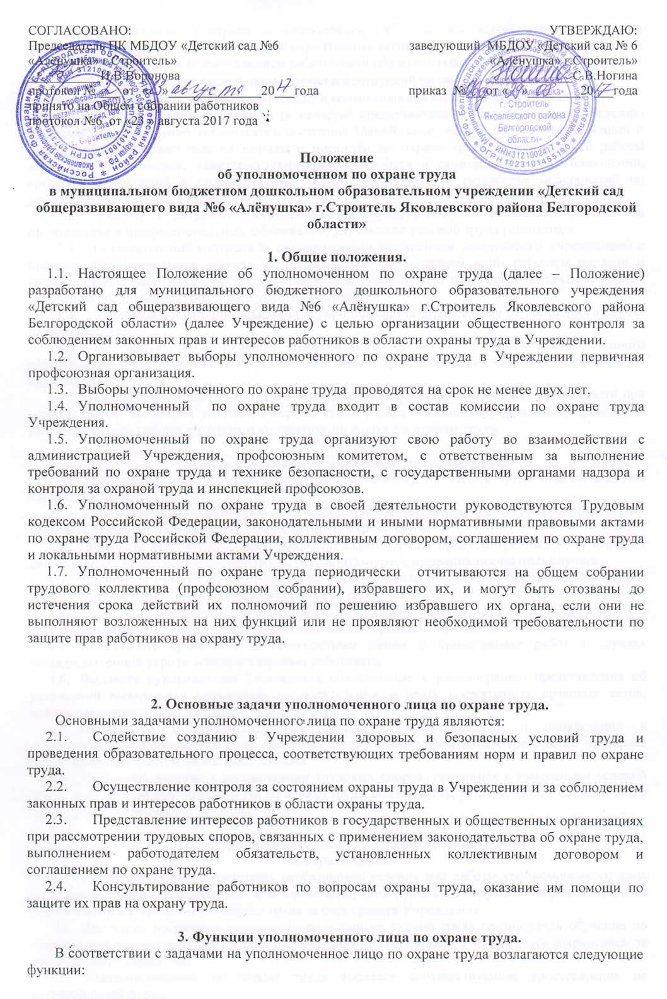 СОГЛАСОВАНО:
Председатель ПК МБДОУ «Детский сад №6
«Алёнушка» г.Строитель»
И.В.Воронова
протокол № от « » августа 2017 года
принято на Общем собрании работников
протокол №6 от «29» августа 2017 года
УТВЕРЖДАЮ:
заведующий МБДОУ «Детский сад № 6
«Алёнушка» г.Строитель»
С.В.Ногина
приказ № от « » 2017 года
г. Строитель
Яковлевского района
Белгородской
области»
* ИНН3121002417 * ОГРН 1023101455190 *
Положение
об уполномоченном по охране труда
в муниципальном бюджетном дошкольном образовательном учреждении «Детский сад
общеразвивающего вида №6 «Алёнушка» г.Строитель Яковлевского района Белгородской
области»
1. Общие положения.
1.1. Настоящее Положение об уполномоченном по охране труда (далее – Положение)
разработано для муниципального бюджетного дошкольного образовательного учреждения
«Детский сад общеразвивающего вида №6 «Алёнушка» г.Строитель Яковлевского района
Белгородской области» (далее Учреждение) с целью организации общественного контроля за
соблюдением законных прав и интересов работников в области охраны труда в Учреждении.
1.2. Организовывает выборы уполномоченного по охране труда в Учреждении первичная
профсоюзная организация.
1.3. Выборы уполномоченного по охране труда проводятся на срок не менее двух лет.
1.4. Уполномоченный по охране труда входит в состав комиссии по охране труда
Учреждения.
1.5. Уполномоченный по охране труда организуют свою работу во взаимодействии с
администрацией Учреждения, профсоюзным комитетом, с ответственным за выполнение
требований по охране труда и технике безопасности, с государственными органами надзора и
контроля за охраной труда и инспекцией профсоюзов.
1.6. Уполномоченный по охране труда в своей деятельности руководствуются Трудовым
кодексом Российской Федерации, законодательными и иными нормативными правовыми актами
по охране труда Российской Федерации, коллективным договором, соглашением по охране труда
и локальными нормативными актами Учреждения.
1.7. Уполномоченный по охране труда периодически отчитываются на общем собрании
трудового коллектива (профсоюзном собрании), избравшего их, и могут быть отозваны до
истечения срока действий их полномочий по решению избравшего их органа, если они не
выполняют возложенных на них функций или не проявляют необходимой требовательности по
защите прав работников на охрану труда.
2. Основные задачи уполномоченного лица по охране труда.
Основными задачами уполномоченного лица по охране труда являются:
2.1. Содействие созданию в Учреждении здоровых и безопасных условий труда и
проведения образовательного процесса, соответствующих требованиям норм и правил по охране
труда.
2.2. Осуществление контроля за состоянием охраны труда в Учреждении и за соблюдением
законных прав и интересов работников в области охраны труда.
2.3. Представление интересов работников в государственных и общественных организациях
при рассмотрении трудовых споров, связанных с применением законодательства об охране труда,
выполнением работодателем обязательств, установленных коллективным договором и
соглашением по охране труда.
2.4. Консультирование работников по вопросам охраны труда, оказание им помощи по
защите их прав на охрану труда.
3. Функции уполномоченного лица по охране труда.
В соответствии с задачами на уполномоченное лицо по охране труда возлагаются следующие
функции: